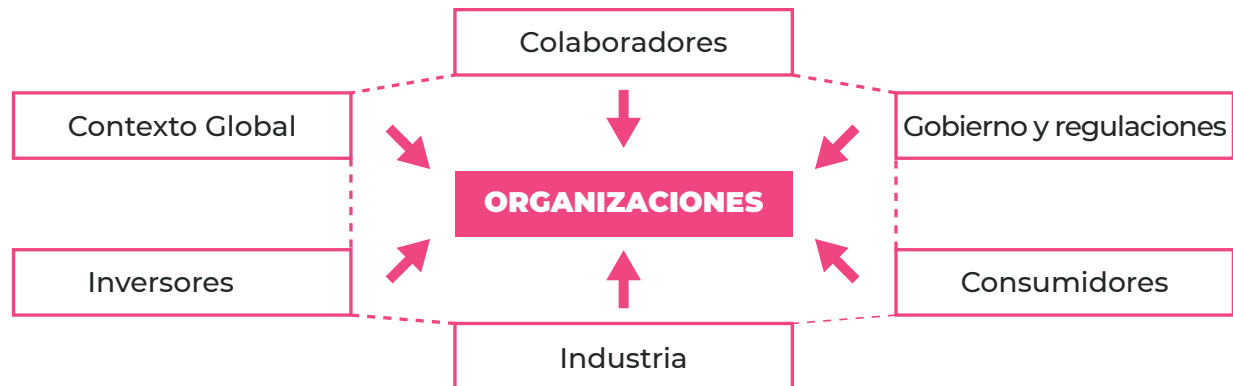 Colaboradores
Contexto Global
Gobierno y regulaciones
ORGANIZACIONES
Inversores
Consumidores
Industria